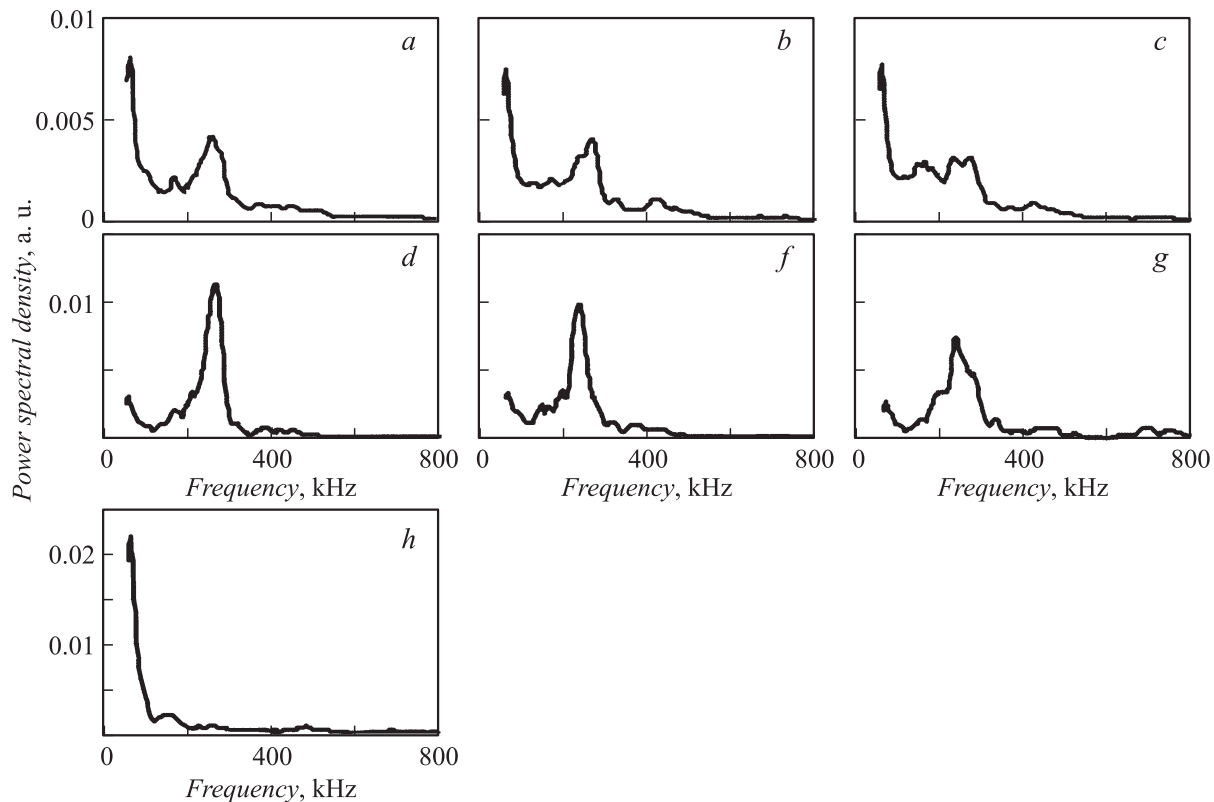 0.01
a
b
c
0.005
0
Power spectral density, a. u.
d
f
g
0.01
0 400 800
0 400 800
0 400 800
Frequency, kHz
Frequency, kHz
Frequency, kHz
h
0.02
0.01
0 400 800
Frequency, kHz